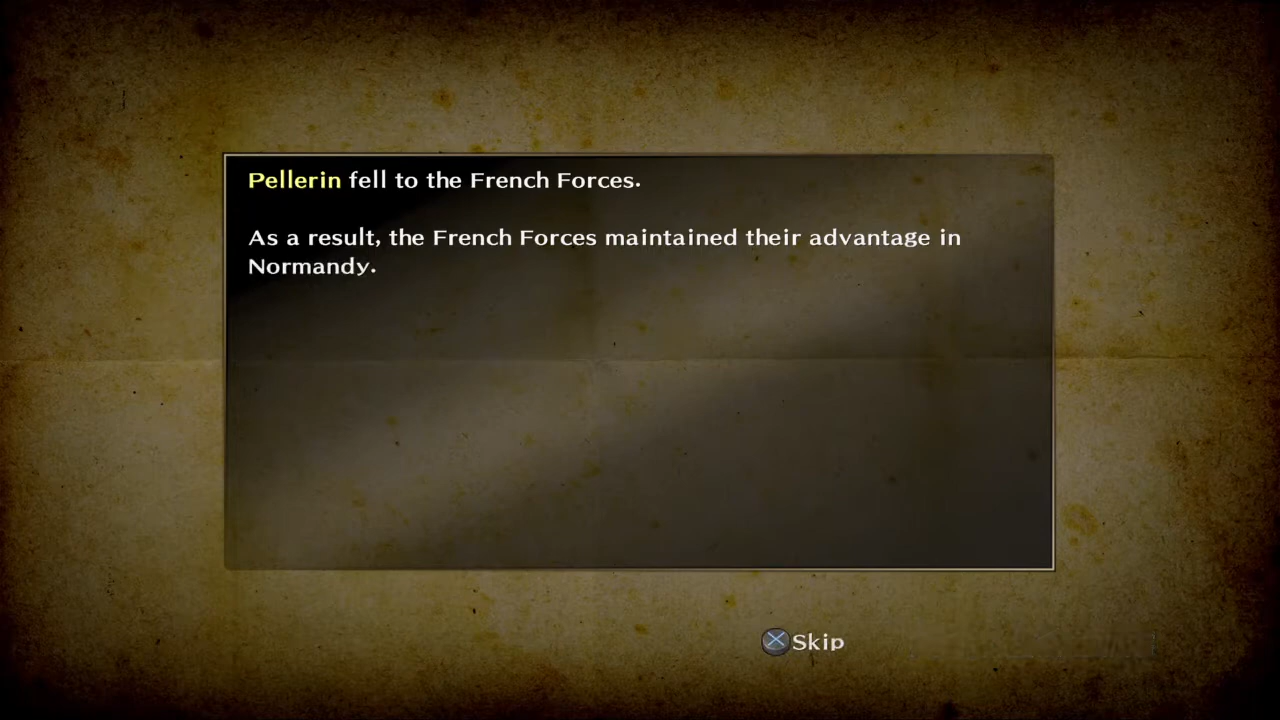 Pellerin fell to the French Forces.
As a result, the French Forces maintained their advantage in
Normandy.
Skip